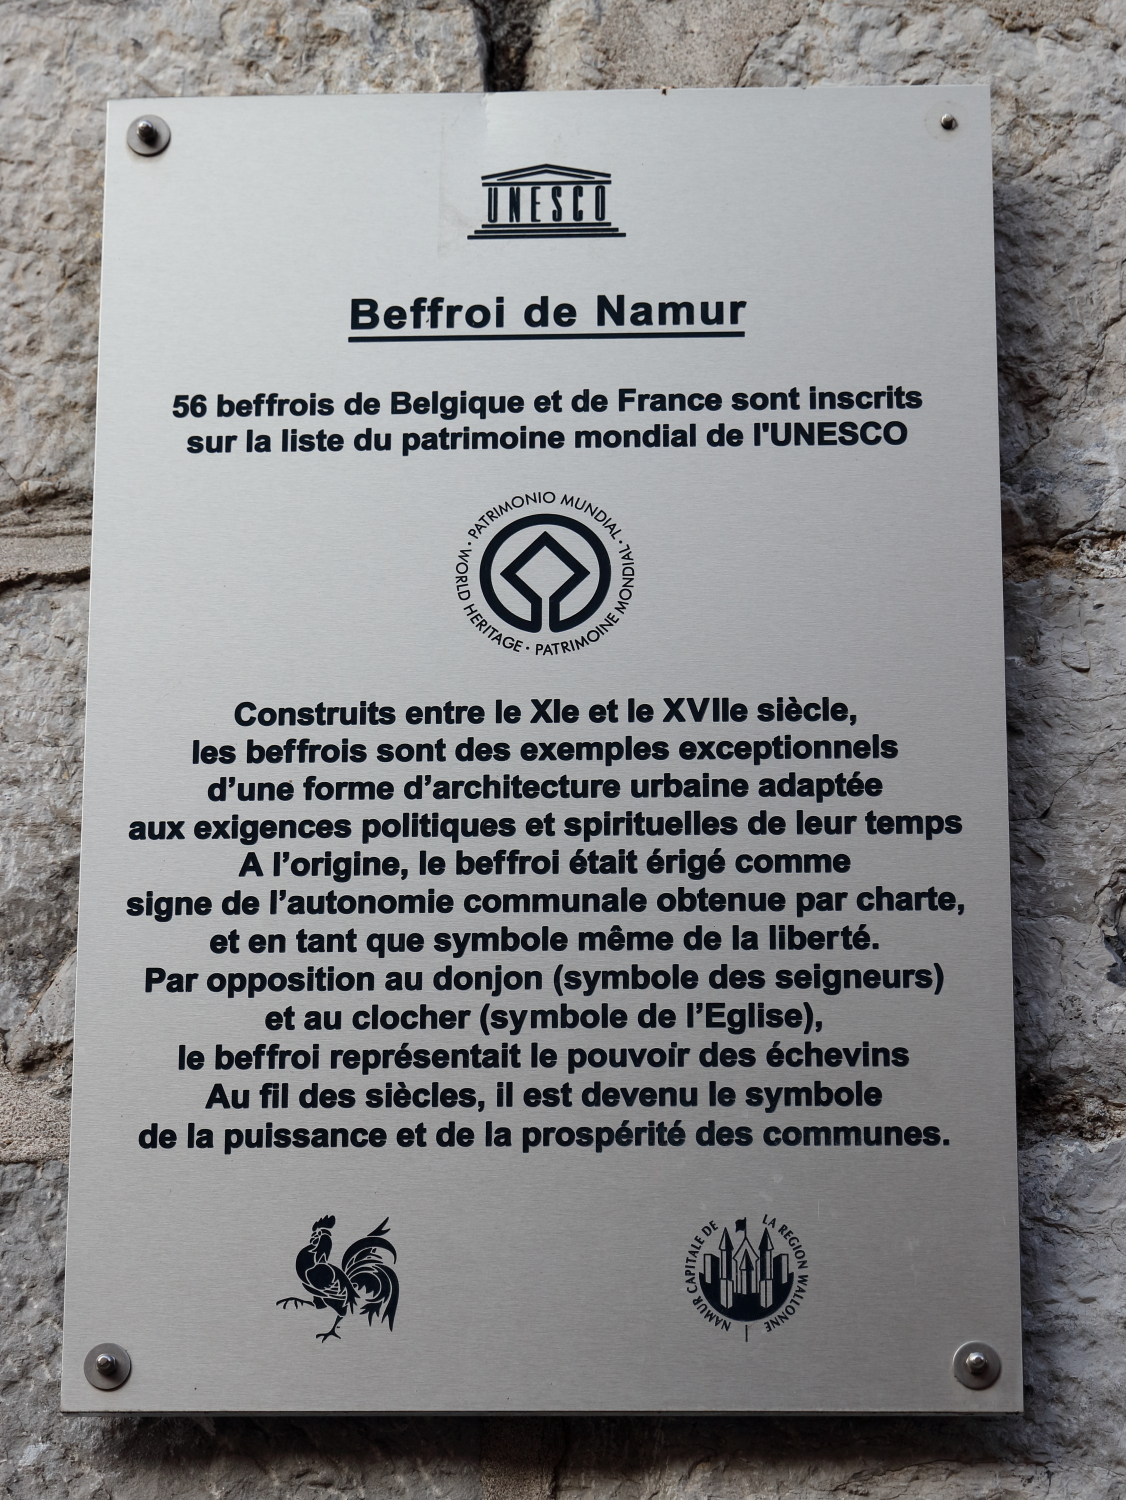 UNESCO
Beffroi de Namur
56 beffrois de Belgique et de France sont inscrits
sur la liste du patrimoine mondial de l'UNESCO
PATRIMONIO MUNDIAL · PATRIMOINE MONDIAL · WORLD HERITAGE ·
Construits entre le XIe et le XVIIe siècle,
les beffrois sont des exemples exceptionnels
d’une forme d’architecture urbaine adaptée
aux exigences politiques et spirituelles de leur temps
A l’origine, le beffroi était érigé comme
signe de l’autonomie communale obtenue par charte,
et en tant que symbole même de la liberté.
Par opposition au donjon (symbole des seigneurs)
et au clocher (symbole de l’Eglise),
le beffroi représentait le pouvoir des échevins
Au fil des siècles, il est devenu le symbole
de la puissance et de la prospérité des communes.
NAMUR CAPITALE DE LA REGION WALLONNE